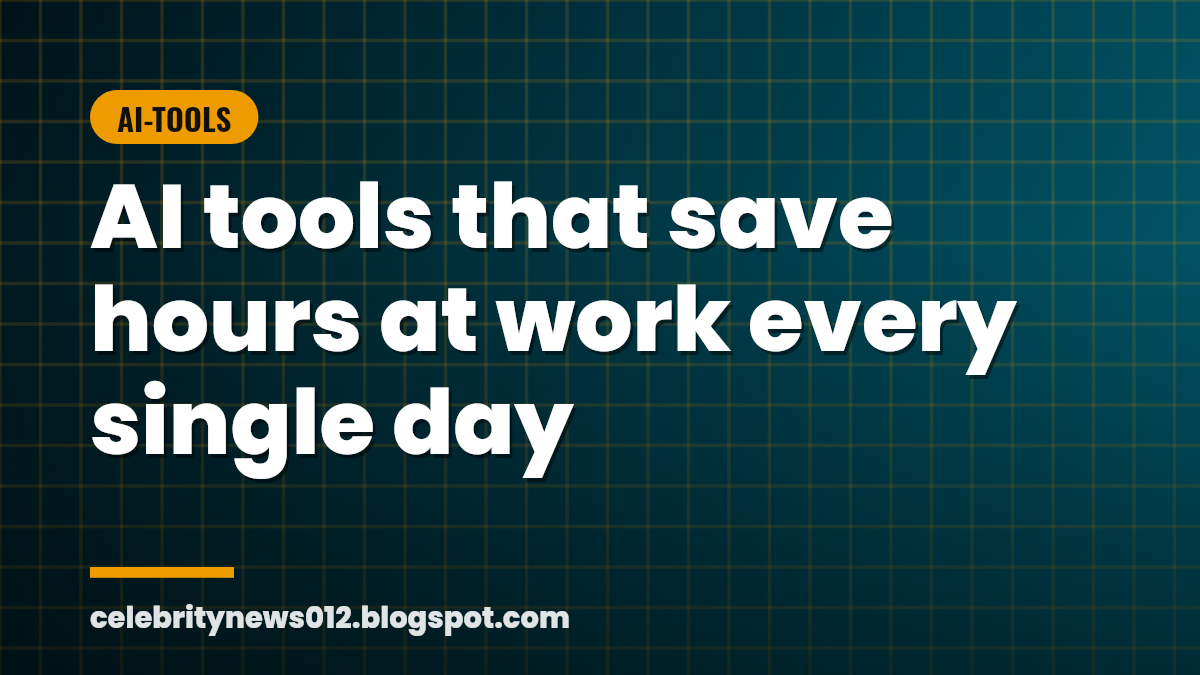 AI-TOOLS
AI tools that save
hours at work every
single day
celebritynews012.blogspot.com